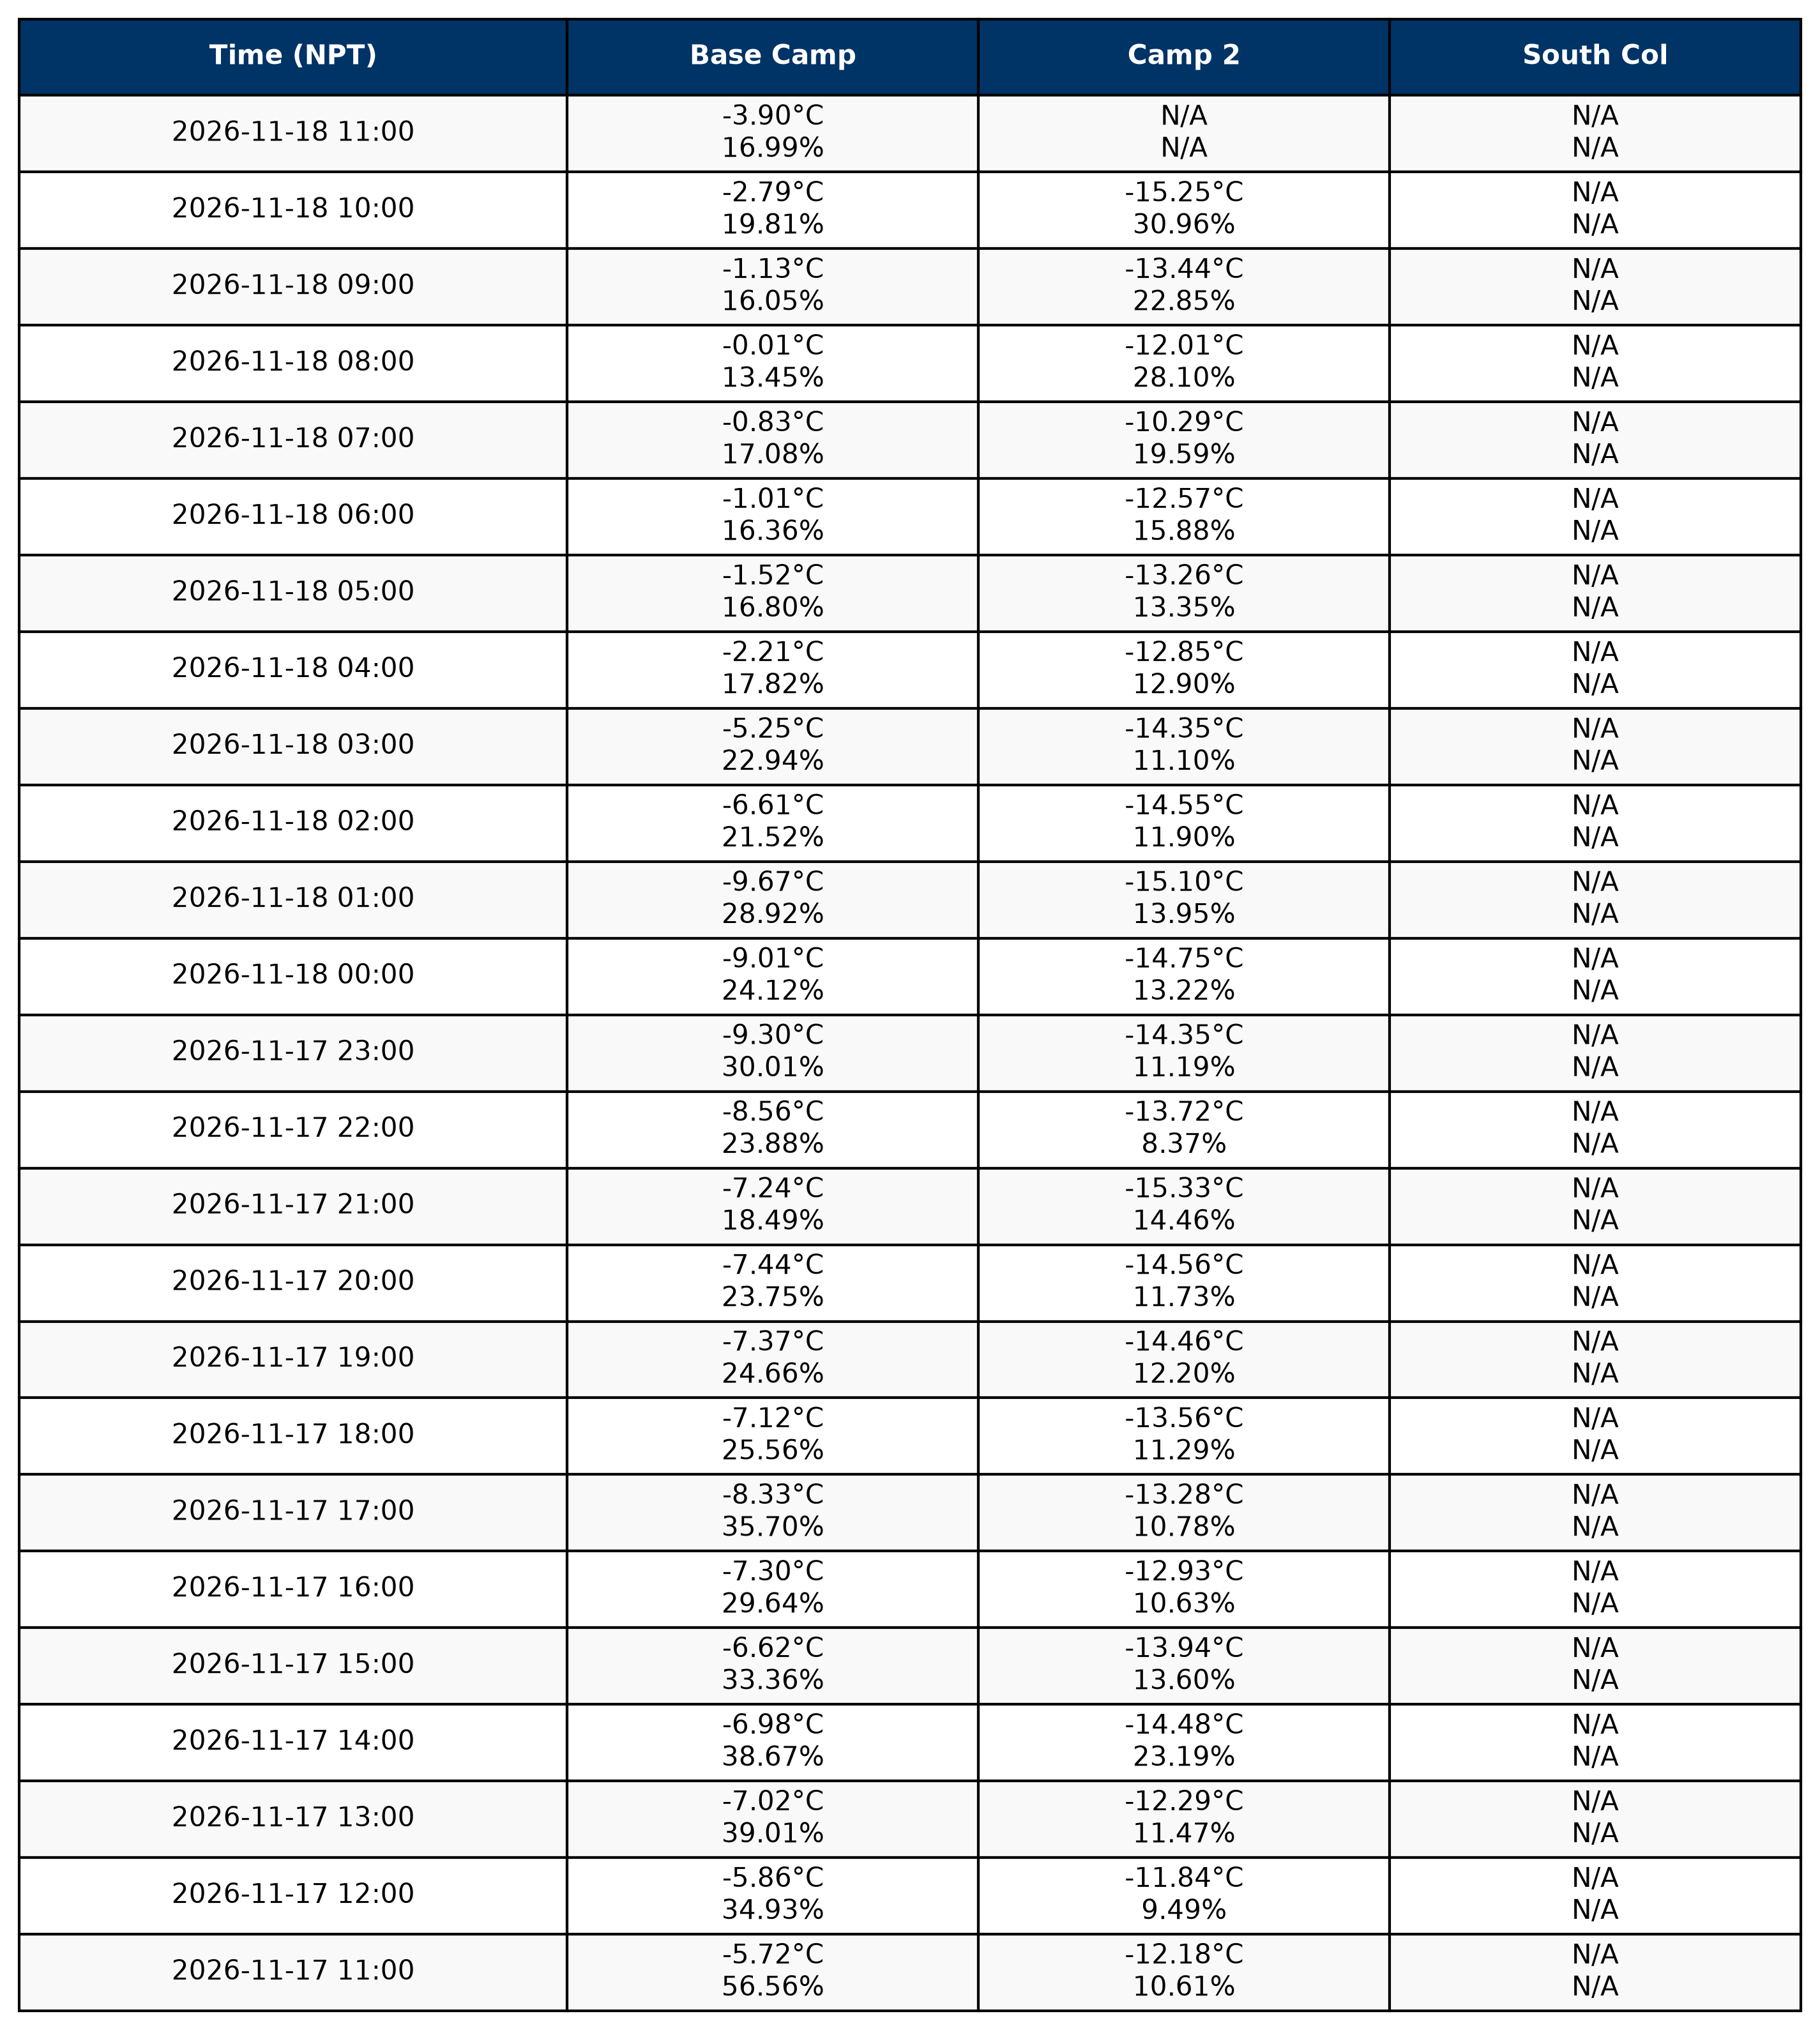 Time (NPT) Base Camp Camp 2 South Col
-3.90°C N/A N/A
2026-11-18 11:00
16.99% N/A N/A
-2.79°C -15.25°C N/A
2026-11-18 10:00
19.81% 30.96% N/A
-1.13°C -13.44°C N/A
2026-11-18 09:00
16.05% 22.85% N/A
-0.01°C -12.01°C N/A
2026-11-18 08:00
13.45% 28.10% N/A
-0.83°C -10.29°C N/A
2026-11-18 07:00
17.08% 19.59% N/A
-1.01°C -12.57°C N/A
2026-11-18 06:00
16.36% 15.88% N/A
-1.52°C -13.26°C N/A
2026-11-18 05:00
16.80% 13.35% N/A
-2.21°C -12.85°C N/A
2026-11-18 04:00
17.82% 12.90% N/A
-5.25°C -14.35°C N/A
2026-11-18 03:00
22.94% 11.10% N/A
-6.61°C -14.55°C N/A
2026-11-18 02:00
21.52% 11.90% N/A
-9.67°C -15.10°C N/A
2026-11-18 01:00
28.92% 13.95% N/A
-9.01°C -14.75°C N/A
2026-11-18 00:00
24.12% 13.22% N/A
-9.30°C -14.35°C N/A
2026-11-17 23:00
30.01% 11.19% N/A
-8.56°C -13.72°C N/A
2026-11-17 22:00
23.88% 8.37% N/A
-7.24°C -15.33°C N/A
2026-11-17 21:00
18.49% 14.46% N/A
-7.44°C -14.56°C N/A
2026-11-17 20:00
23.75% 11.73% N/A
-7.37°C -14.46°C N/A
2026-11-17 19:00
24.66% 12.20% N/A
-7.12°C -13.56°C N/A
2026-11-17 18:00
25.56% 11.29% N/A
-8.33°C -13.28°C N/A
2026-11-17 17:00
35.70% 10.78% N/A
-7.30°C -12.93°C N/A
2026-11-17 16:00
29.64% 10.63% N/A
-6.62°C -13.94°C N/A
2026-11-17 15:00
33.36% 13.60% N/A
-6.98°C -14.48°C N/A
2026-11-17 14:00
38.67% 23.19% N/A
-7.02°C -12.29°C N/A
2026-11-17 13:00
39.01% 11.47% N/A
-5.86°C -11.84°C N/A
2026-11-17 12:00
34.93% 9.49% N/A
-5.72°C -12.18°C N/A
2026-11-17 11:00
56.56% 10.61% N/A